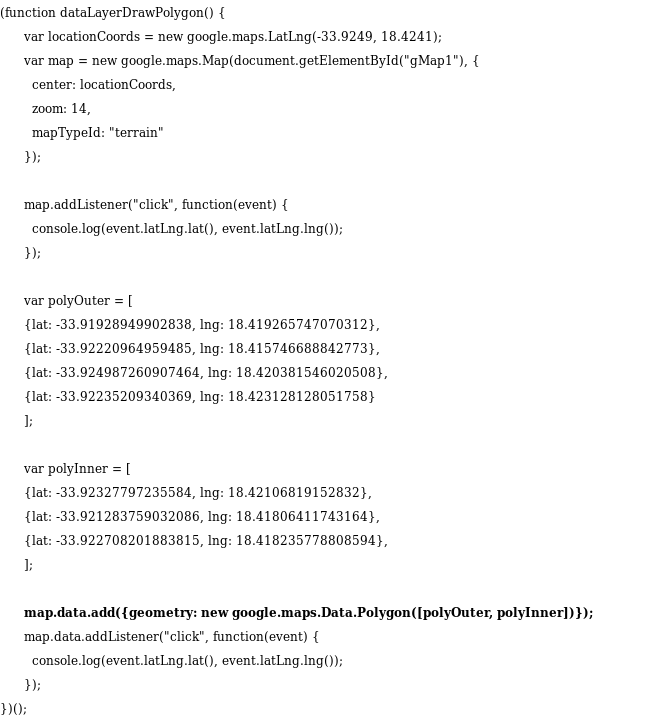 (function dataLayerDrawPolygon() {
var locationCoords = new google.maps.LatLng(-33.9249, 18.4241);
var map = new google.maps.Map(document.getElementById("gMap1"), {
center: locationCoords,
zoom: 14,
mapTypeId: "terrain"
});
map.addListener("click", function(event) {
console.log(event.latLng.lat(), event.latLng.lng());
});
var polyOuter = [
{lat: -33.91928949902838, lng: 18.419265747070312},
{lat: -33.92220964959485, lng: 18.415746688842773},
{lat: -33.924987260907464, lng: 18.420381546020508},
{lat: -33.92235209340369, lng: 18.423128128051758}
];
var polyInner = [
{lat: -33.92327797235584, lng: 18.42106819152832},
{lat: -33.921283759032086, lng: 18.41806411743164},
{lat: -33.922708201883815, lng: 18.418235778808594},
];
map.data.add({geometry: new google.maps.Data.Polygon([polyOuter, polyInner])});
map.data.addListener("click", function(event) {
console.log(event.latLng.lat(), event.latLng.lng());
});
})();